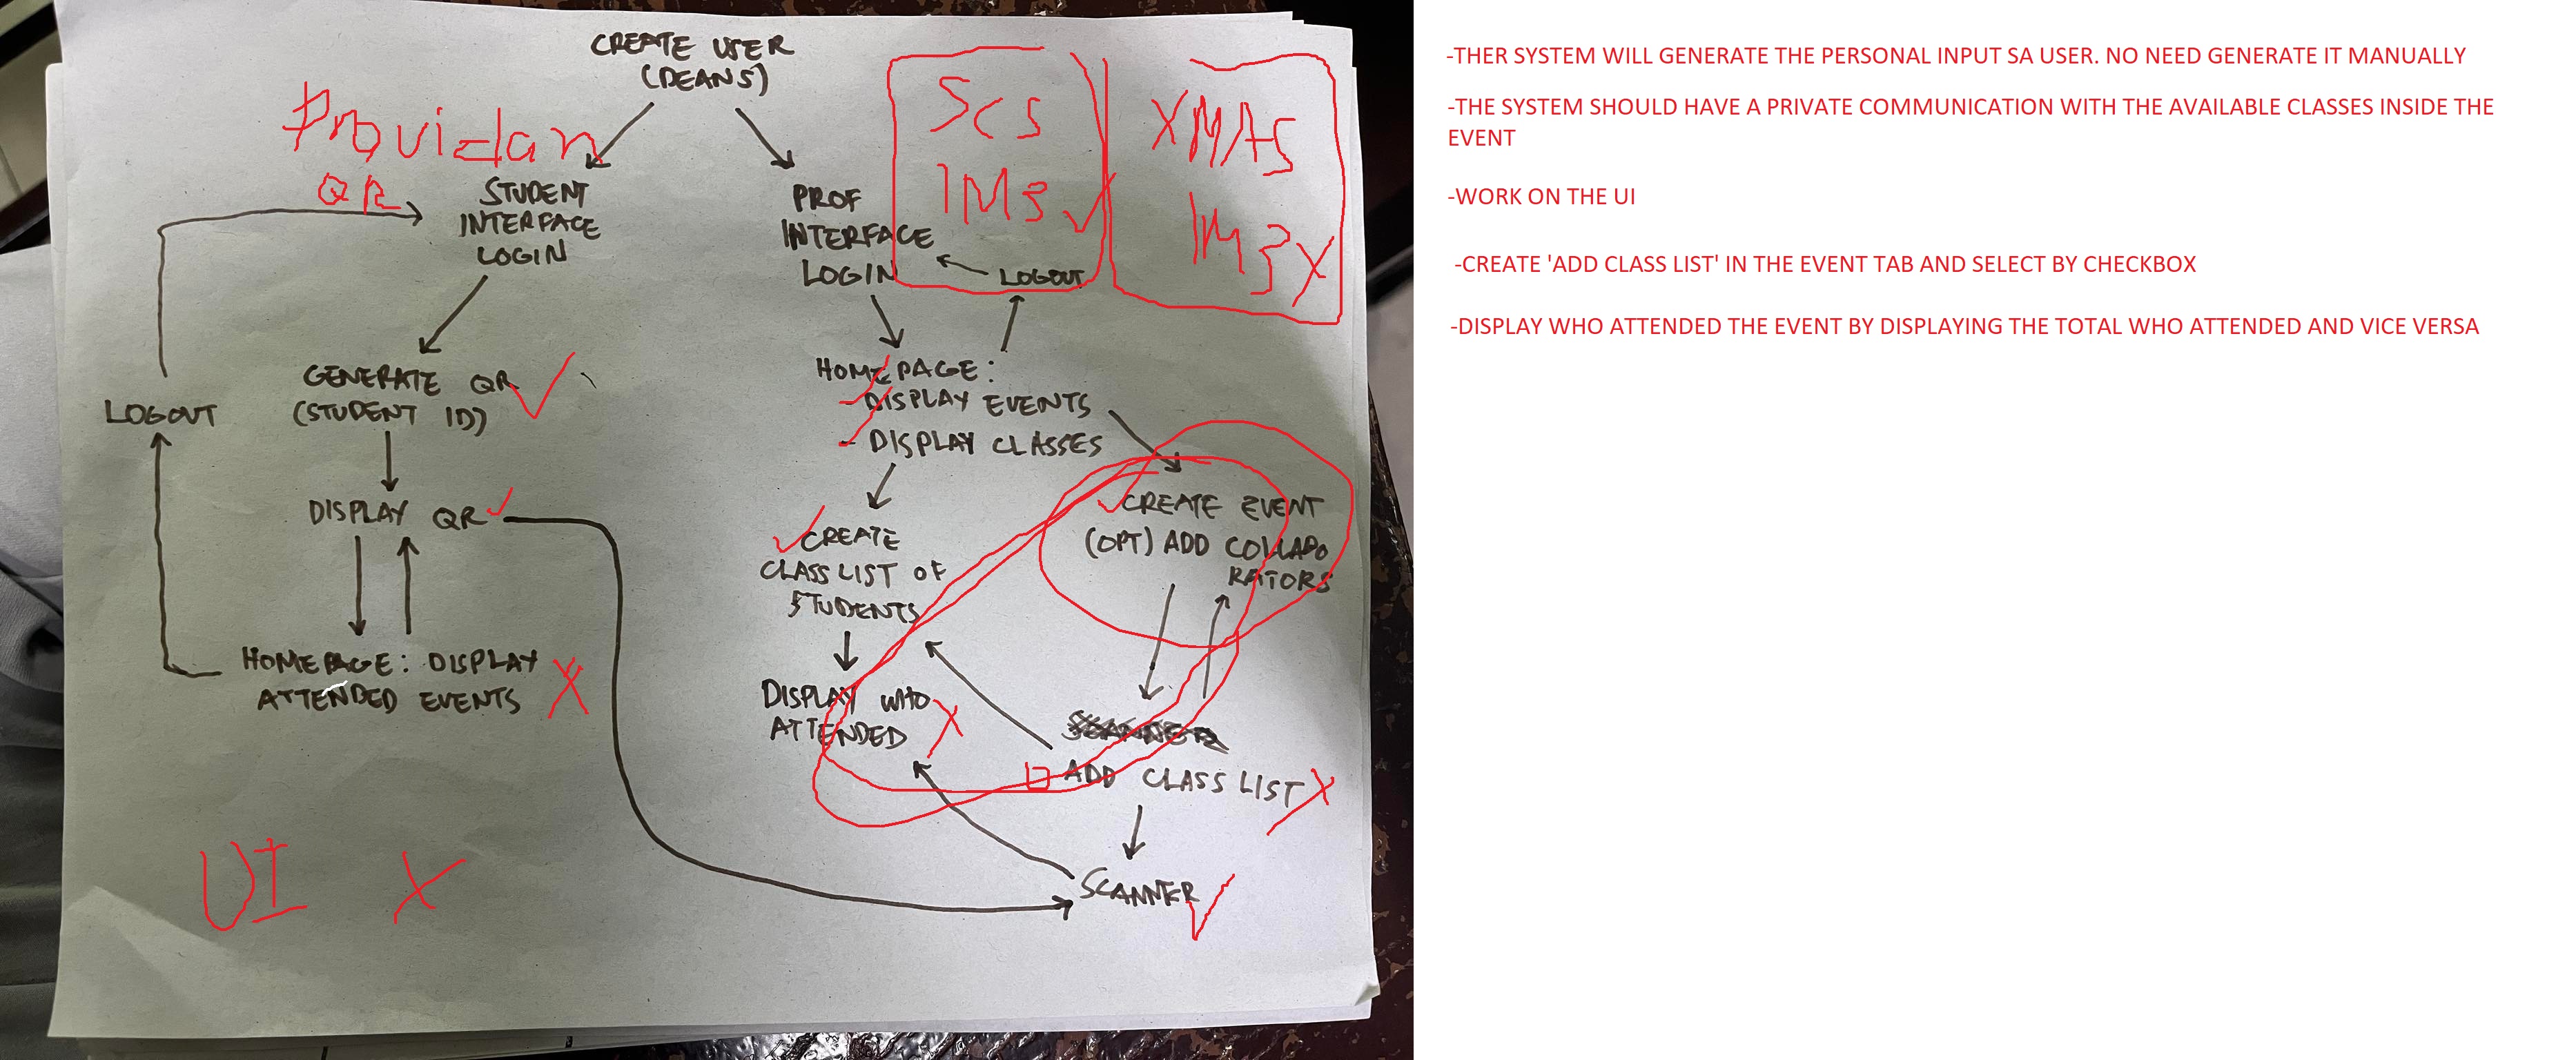 CREATE USER
(DEANS)
Providan
QR
SCS
IM3
XMAS
IM3
STUDENT
INTERFACE
LOGIN
PROF
INTERFACE
LOGIN
LOGOUT
GENERATE QR
(STUDENT ID)
LOGOUT
HOMEPAGE:
- DISPLAY EVENTS
- DISPLAY CLASSES
DISPLAY QR
CREATE
CLASS LIST OF
STUDENTS
CREATE EVENT
(OPT) ADD COLLABO
RATORS
HOMEPAGE: DISPLAY
ATTENDED EVENTS
DISPLAY WHO
ATTENDED
SCANNER
ADD CLASS LIST
SCANNER
UI X
-THER SYSTEM WILL GENERATE THE PERSONAL INPUT SA USER. NO NEED GENERATE IT MANUALLY
-THE SYSTEM SHOULD HAVE A PRIVATE COMMUNICATION WITH THE AVAILABLE CLASSES INSIDE THE
EVENT
-WORK ON THE UI
-CREATE 'ADD CLASS LIST' IN THE EVENT TAB AND SELECT BY CHECKBOX
-DISPLAY WHO ATTENDED THE EVENT BY DISPLAYING THE TOTAL WHO ATTENDED AND VICE VERSA